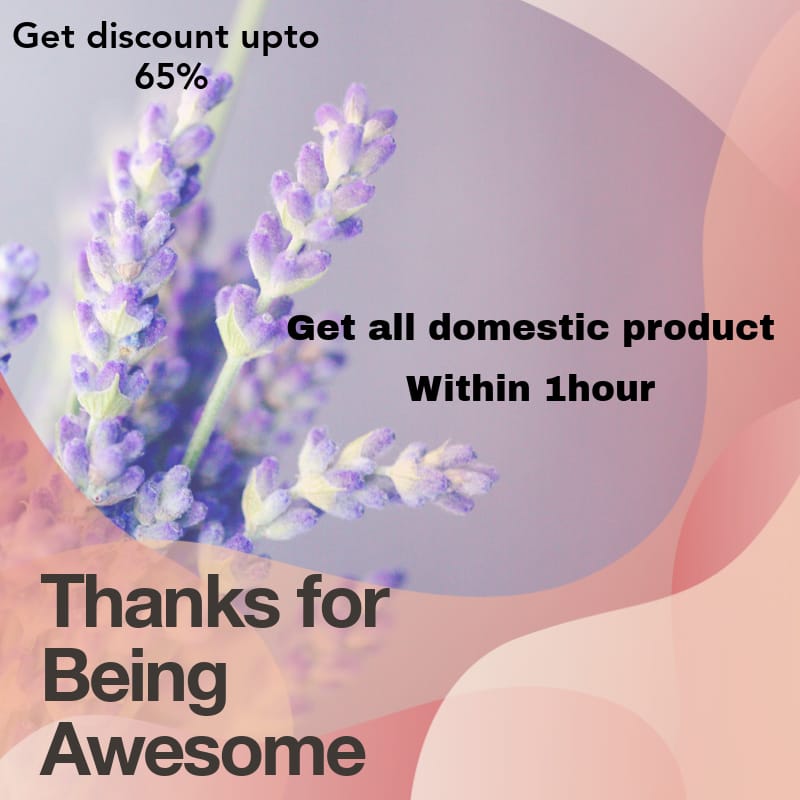 Get discount upto
65%
Get all domestic product
Within 1hour
Thanks for
Being
Awesome